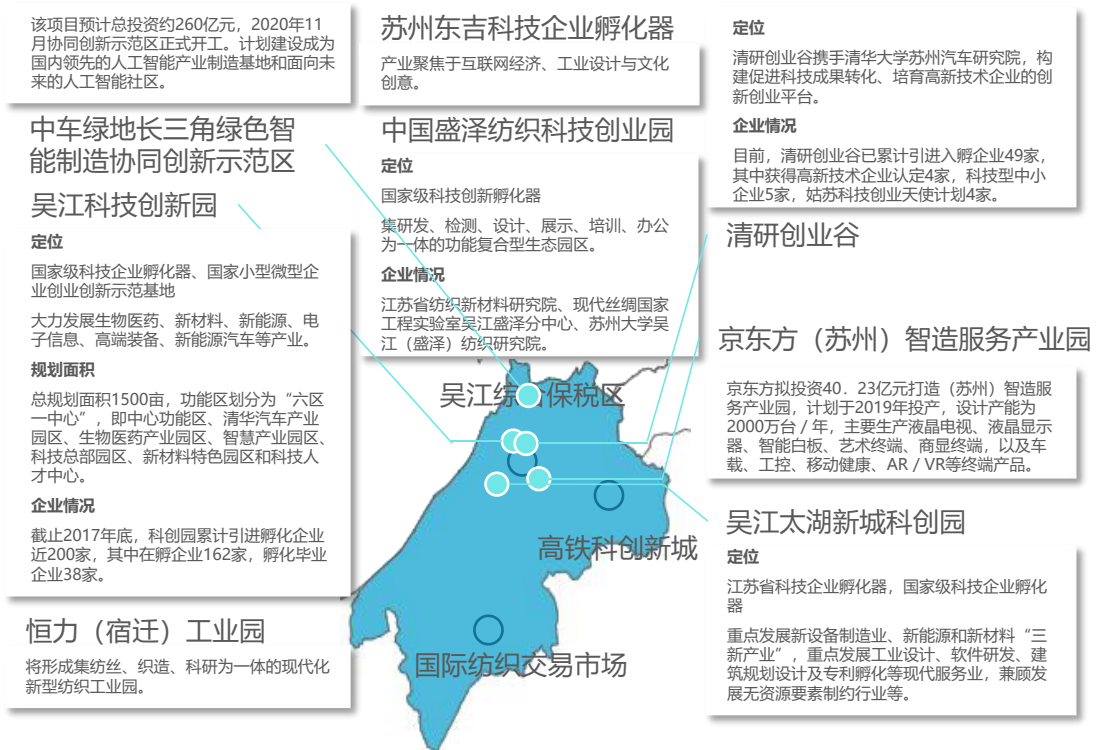 该项目预计总投资约260亿元，2020年11
月协同创新示范区正式开工。计划建设成为
国内领先的人工智能产业制造基地和面向未
来的人工智能社区。
中车绿地长三角绿色智
能制造协同创新示范区
吴江科技创新园
定位
国家级科技企业孵化器、国家小型微型企
业创业创新示范基地
大力发展生物医药、新材料、新能源、电
子信息、高端装备、新能源汽车等产业。
规划面积
总规划面积1500亩，功能区划分为“六区
一中心”，即中心功能区、清华汽车产业
园区、生物医药产业园区、智慧产业园区、
科技总部园区、新材料特色园区和科技人
才中心。
企业情况
截止2017年底，科创园累计引进孵化企业
近200家，其中在孵企业162家，孵化毕业
企业38家。
恒力（宿迁）工业园
将形成集纺丝、织造、科研为一体的现代化
新型纺织工业园。
苏州东吉科技企业孵化器
产业聚焦于互联网经济、工业设计与文化
创意。
中国盛泽纺织科技创业园
定位
国家级科技创新孵化器
集研发、检测、设计、展示、培训、办公
为一体的功能复合型生态园区。
企业情况
江苏省纺织新材料研究院、现代丝绸国家
工程实验室吴江盛泽分中心、苏州大学吴
江（盛泽）纺织研究院。
吴江综合保税区
高铁科创新城
国际纺织交易市场
定位
清研创业谷携手清华大学苏州汽车研究院，构
建促进科技成果转化、培育高新技术企业的创
新创业平台。
企业情况
目前，清研创业谷已累计引进入孵企业49家，
其中获得高新技术企业认定4家，科技型中小
企业5家，姑苏科技创业天使计划4家。
清研创业谷
京东方（苏州）智造服务产业园
京东方拟投资40．23亿元打造（苏州）智造服
务产业园，计划于2019年投产，设计产能为
2000万台／年，主要生产液晶电视、液晶显示
器、智能白板、艺术终端、商显终端，以及车
载、工控、移动健康、AR／VR等终端产品。
吴江太湖新城科创园
定位
江苏省科技企业孵化器，国家级科技企业孵化
器
重点发展新设备制造业、新能源和新材料“三
新产业”，重点发展工业设计、软件研发、建
筑规划设计及专利孵化等现代服务业，兼顾发
展无资源要素制约行业等。